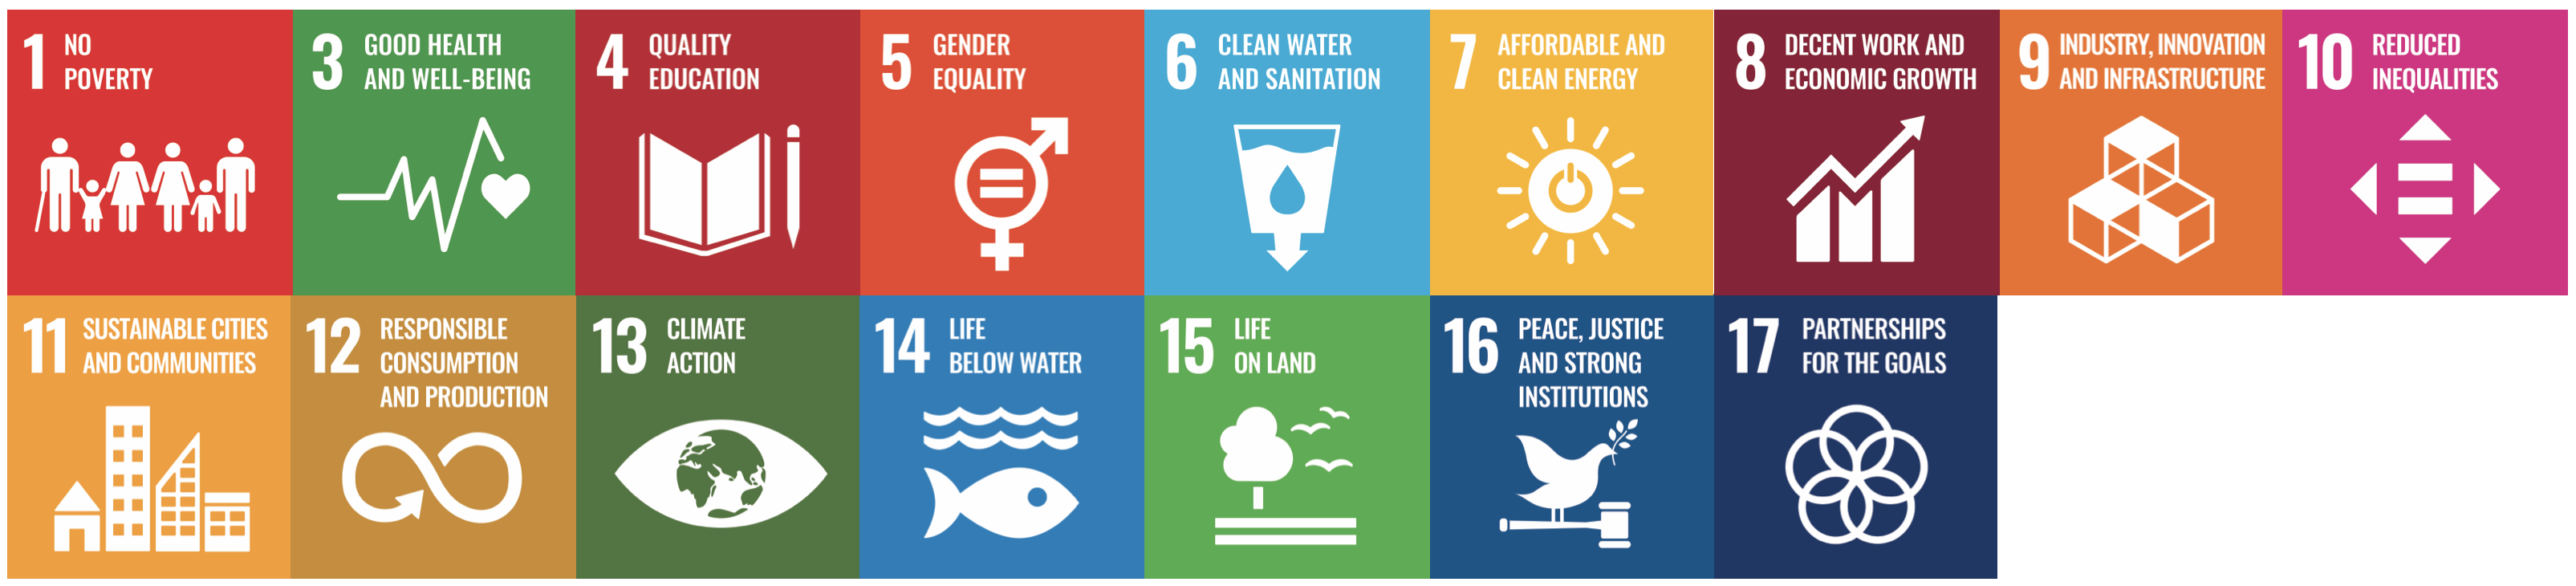 1 NO
POVERTY
3 GOOD HEALTH
AND WELL-BEING
4 QUALITY
EDUCATION
5 GENDER
EQUALITY
6 CLEAN WATER
AND SANITATION
7 AFFORDABLE AND
CLEAN ENERGY
8 DECENT WORK AND
ECONOMIC GROWTH
9 INDUSTRY, INNOVATION
AND INFRASTRUCTURE
10 REDUCED
INEQUALITIES
11 SUSTAINABLE CITIES
AND COMMUNITIES
12 RESPONSIBLE
CONSUMPTION
AND PRODUCTION
13 CLIMATE
ACTION
14 LIFE
BELOW WATER
15 LIFE
ON LAND
16 PEACE, JUSTICE
AND STRONG
INSTITUTIONS
17 PARTNERSHIPS
FOR THE GOALS